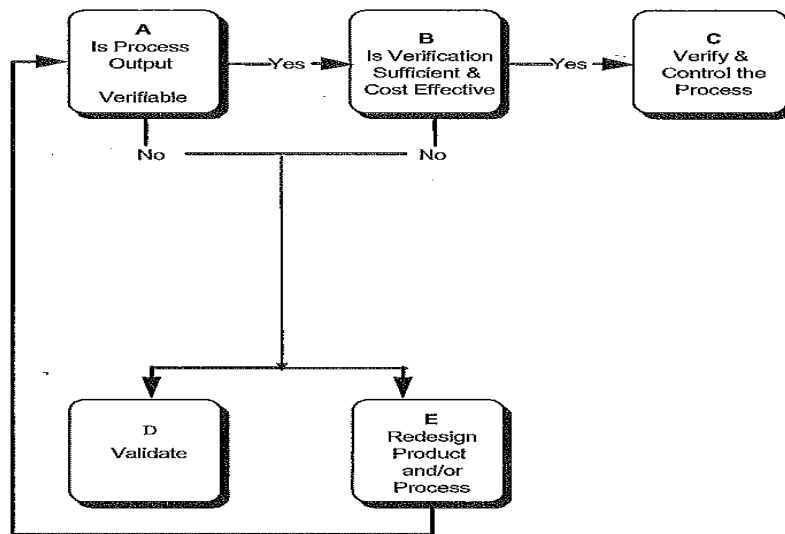 A
Is Process
Output
Verifiable
Yes
B
Is Verification
Sufficient &
Cost Effective
Yes
C
Verify &
Control the
Process
No
No
D
Validate
E
Redesign
Product
and/or
Process